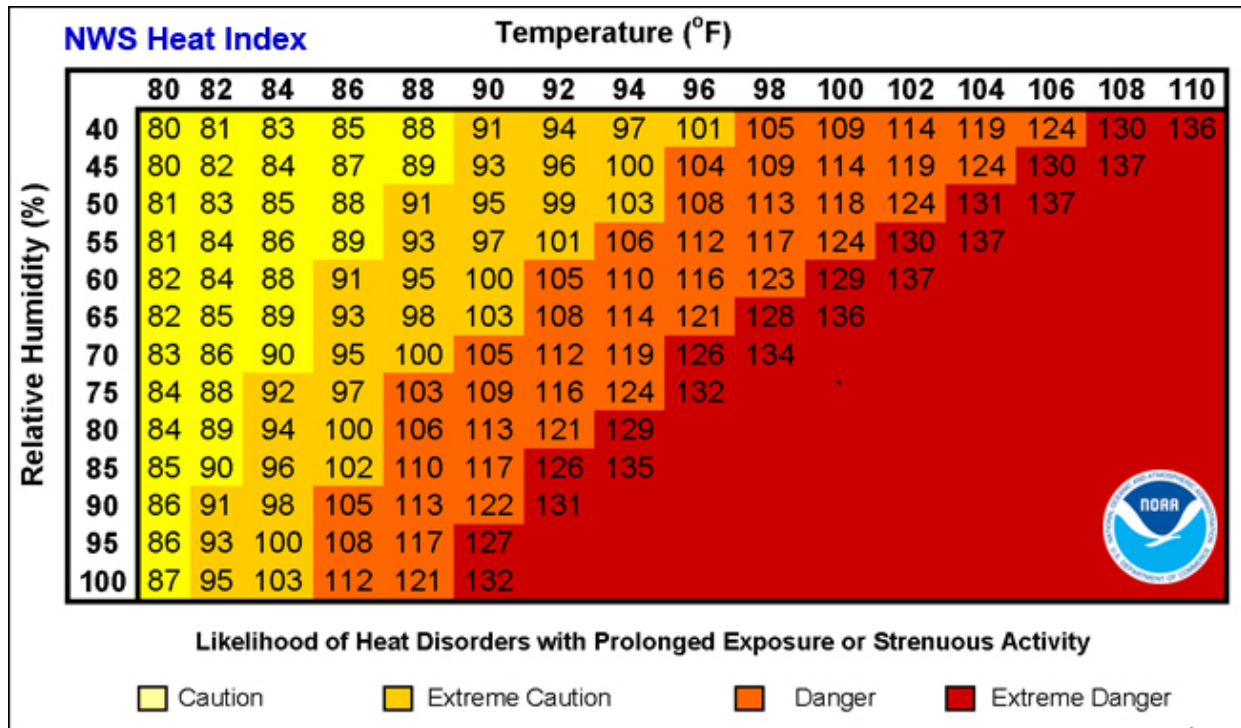 NWS Heat Index
Temperature (°F)
80 82 84 86 88 90 92 94 96 98 100 102 104 106 108 110
Relative Humidity (%)
40 80 81 83 85 88 91 94 97 101 105 109 114 119 124 130 136
45 80 82 84 87 89 93 96 100 104 109 114 119 124 130 137
50 81 83 85 88 91 95 99 103 108 113 118 124 131 137
55 81 84 86 89 93 97 101 106 112 117 124 130 137
60 82 84 88 91 95 100 105 110 116 123 129 137
65 82 85 89 93 98 103 108 114 121 128 136
70 83 86 90 95 100 105 112 119 126 134
75 84 88 92 97 103 109 116 124 132
80 84 89 94 100 106 113 121 129
85 85 90 96 102 110 117 126 135
90 86 91 98 105 113 122 131
95 86 93 100 108 117 127
100 87 95 103 112 121 132
NATIONAL OCEANIC AND ATMOSPHERIC ADMINISTRATION
NOAA
U.S. DEPARTMENT OF COMMERCE
Likelihood of Heat Disorders with Prolonged Exposure or Strenuous Activity
Caution Extreme Caution Danger Extreme Danger